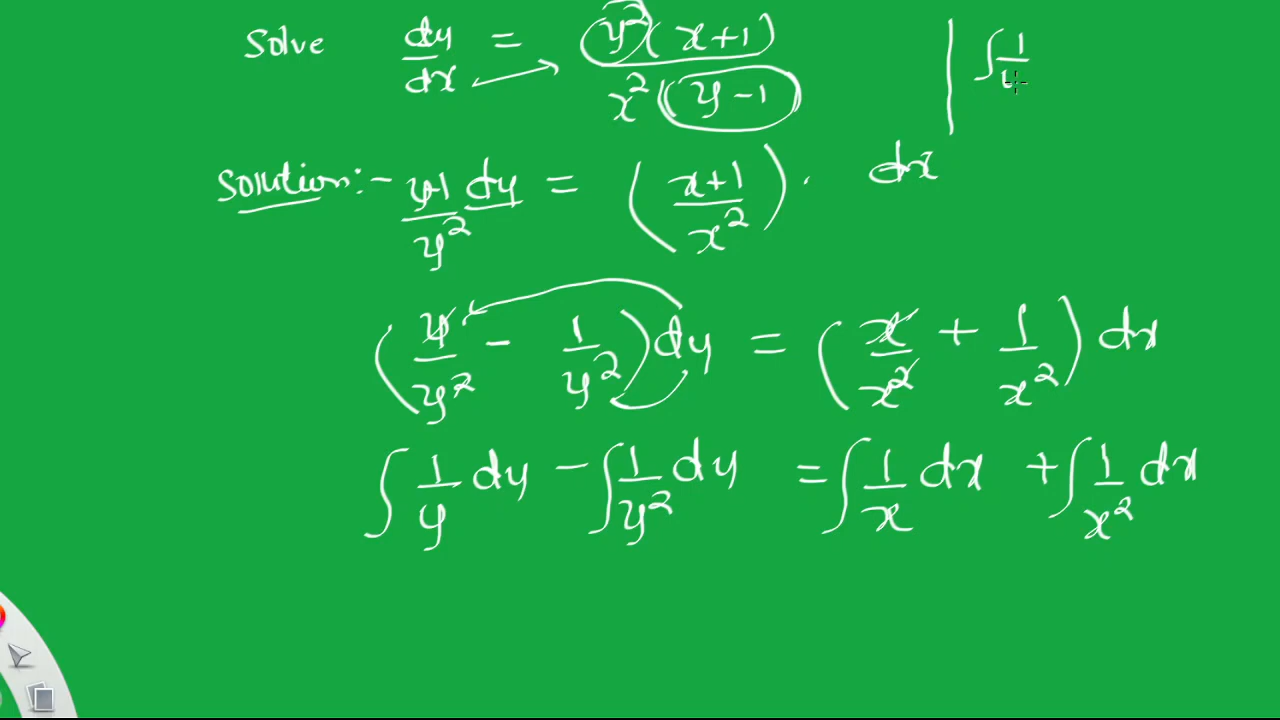 Solve dy/dx = y²(x+1) / x²(y-1) | ∫ 1/
Solution:- y-1/y² dy = (x+1/x²). dx
(y/y² - 1/y²) dy = (x/x² + 1/x²) dx
∫ 1/y dy - ∫ 1/y² dy = ∫ 1/x dx + ∫ 1/x² dx